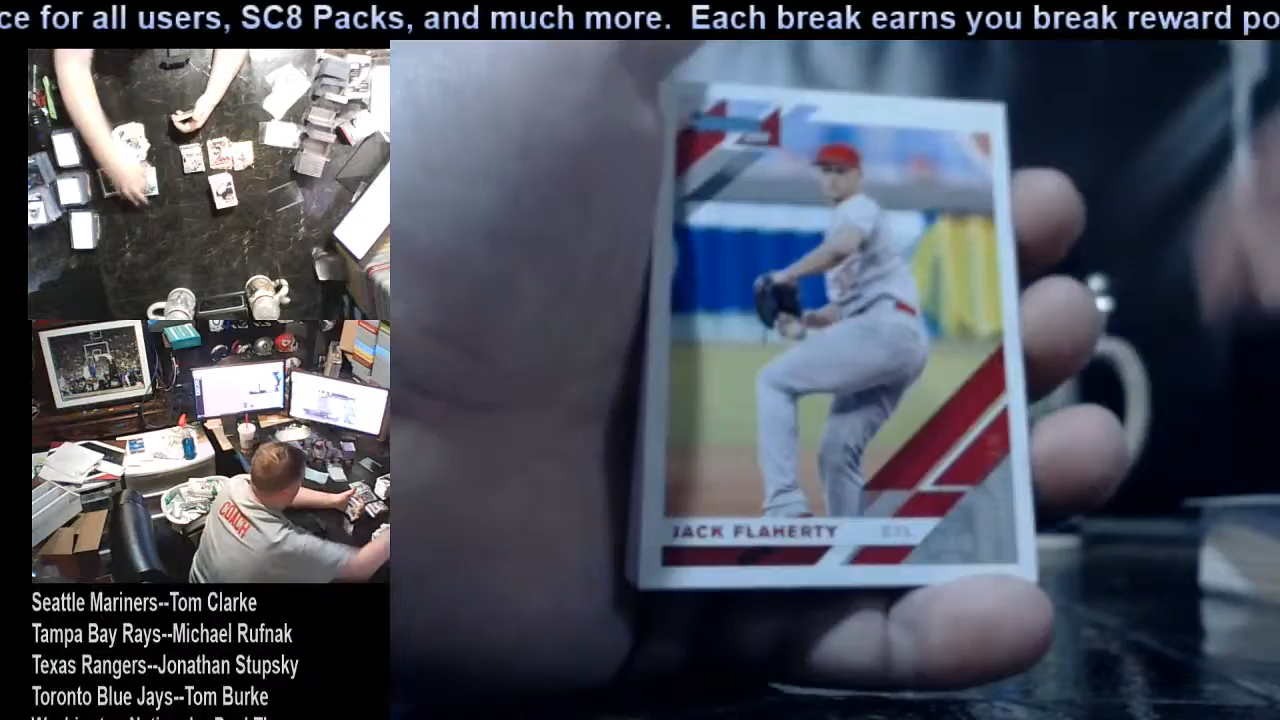 ce for all users, SC8 Packs, and much more.  Each break earns you break reward po
JACK FLAHERTY STL
COACH
Seattle Mariners--Tom Clarke
Tampa Bay Rays--Michael Rufnak
Texas Rangers--Jonathan Stupsky
Toronto Blue Jays--Tom Burke